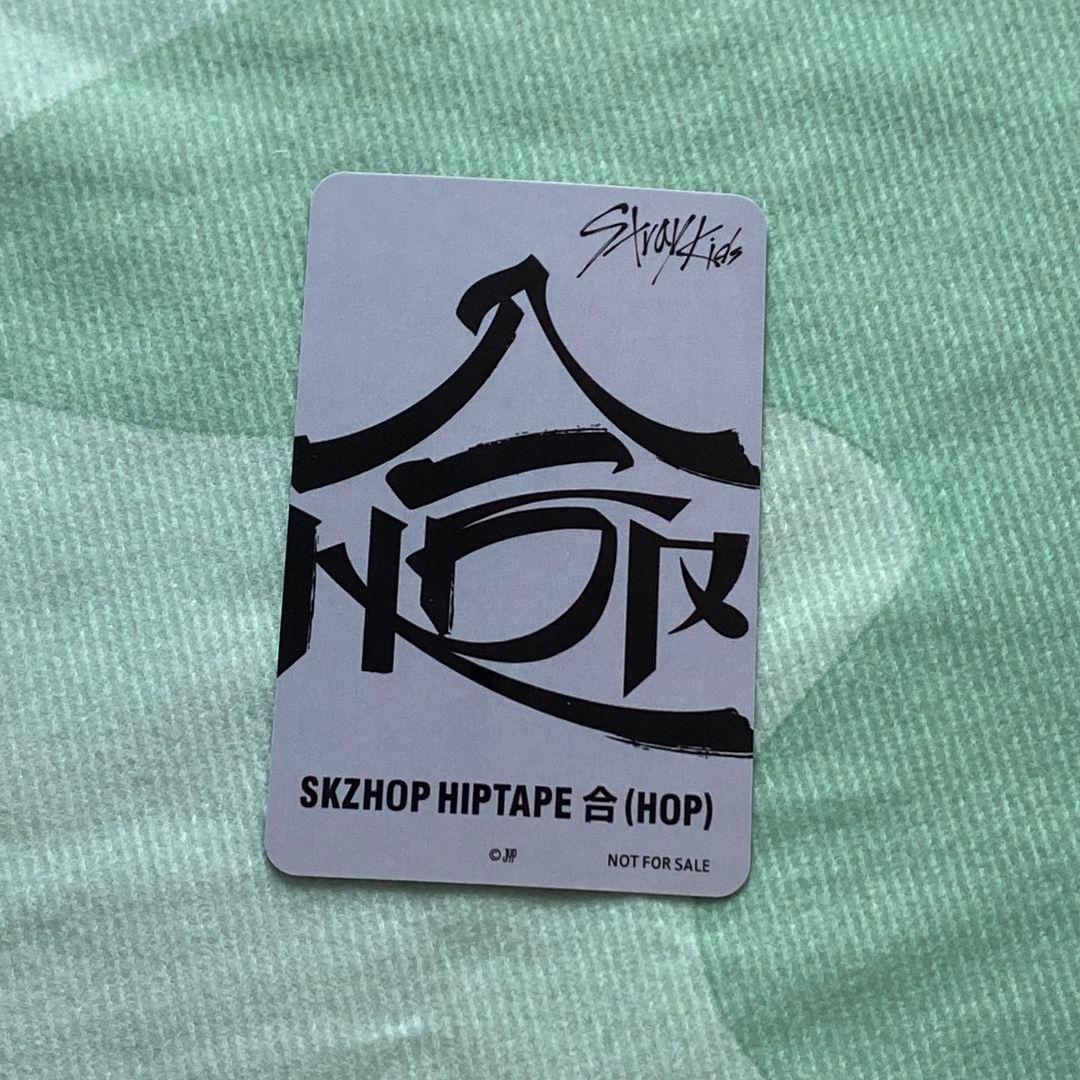 Stray Kids
合
HOP
SKZHOP HIPTAPE 合 (HOP)
© JYP
NOT FOR SALE